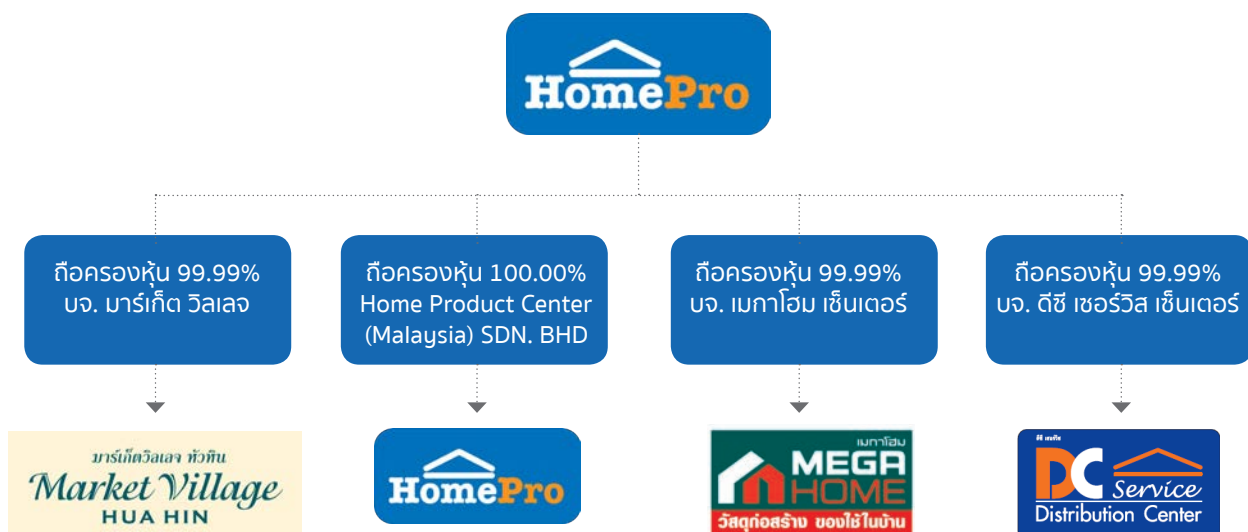 HomePro
ถือครองหุ้น 99.99%
บจ. มาร์เก็ต วิลเลจ
ถือครองหุ้น 100.00%
Home Product Center
(Malaysia) SDN. BHD
ถือครองหุ้น 99.99%
บจ. เมกาโฮม เซ็นเตอร์
ถือครองหุ้น 99.99%
บจ. ดีซี เซอร์วิส เซ็นเตอร์
มาร์เก็ตวิลเลจ หัวหิน
Market Village
HUA HIN
HomePro
เมกาโฮม
MEGA
HOME
วัสดุก่อสร้าง ของใช้ในบ้าน
DC
Service
Distribution Center